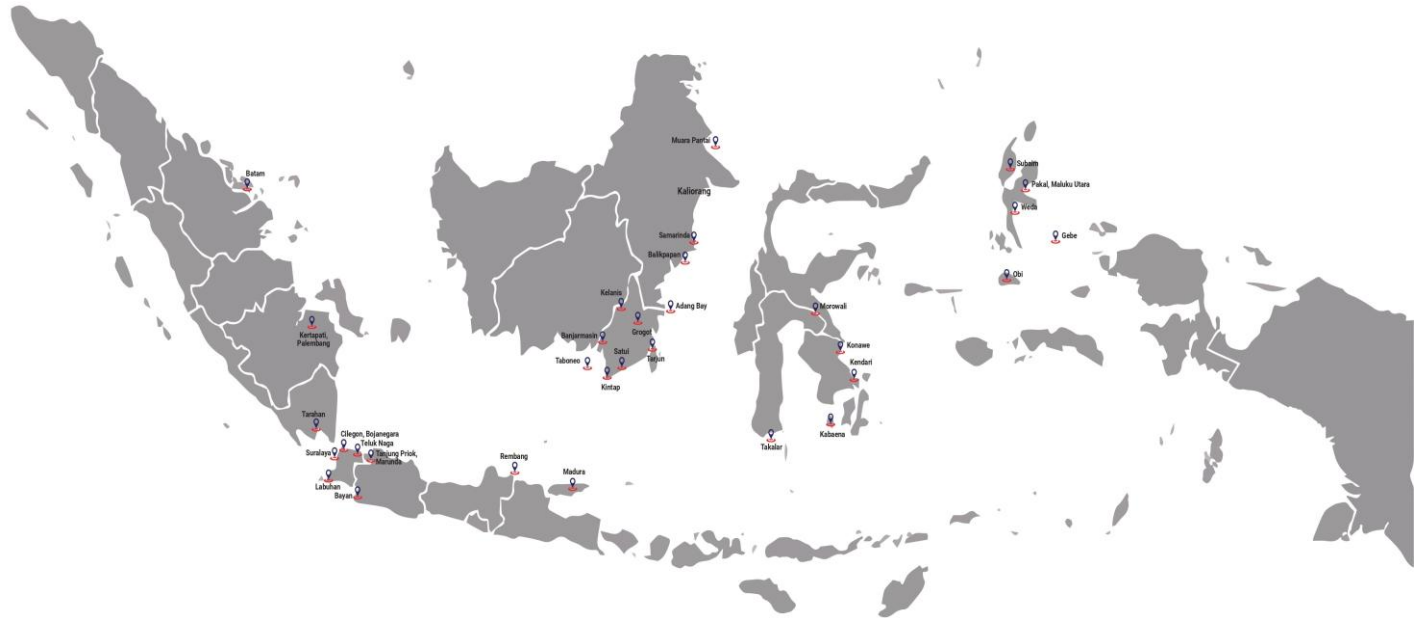 Batam
Kertapati,
Palembang
Tarahan
Cilegon, Bojanegara
Teluk Naga
Suralaya
Tanjung Priok,
Marunda
Labuhan
Bayan
Rembang
Madura
Muara Pantai
Kaliorang
Samarinda
Balikpapan
Kelanis
Adang Bay
Grogot
Banjarmasin
Tarjun
Satui
Taboneo
Kintap
Morowali
Konawe
Kendari
Kabaena
Takalar
Subaim
Pakal, Maluku Utara
Weda
Gebe
Obi